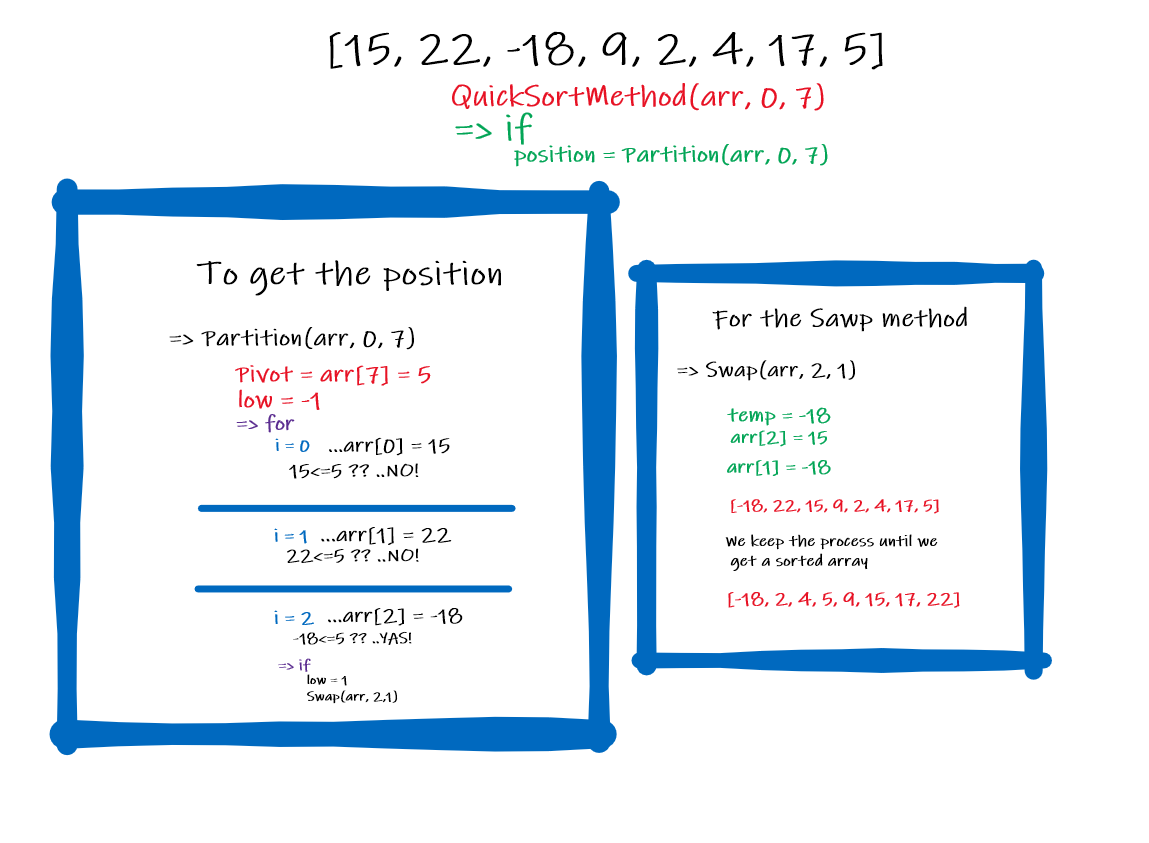 [15, 22, -18, 9, 2, 4, 17, 5]
QuickSortMethod(arr, 0, 7)
=> if
position = Partition(arr, 0, 7)
To get the position
=> Partition(arr, 0, 7)
Pivot = arr[7] = 5
low = -1
=> for
i = 0 ...arr[0] = 15
15<=5 ?? ..NO!
i = 1 ...arr[1] = 22
22<=5 ?? ..NO!
i = 2 ...arr[2] = -18
-18<=5 ?? ..YAS!
=> if
low = 1
Swap(arr, 2,1)
For the Sawp method
=> Swap(arr, 2, 1)
temp = -18
arr[2] = 15
arr[1] = -18
[-18, 22, 15, 9, 2, 4, 17, 5]
We keep the process until we
get a sorted array
[-18, 2, 4, 5, 9, 15, 17, 22]